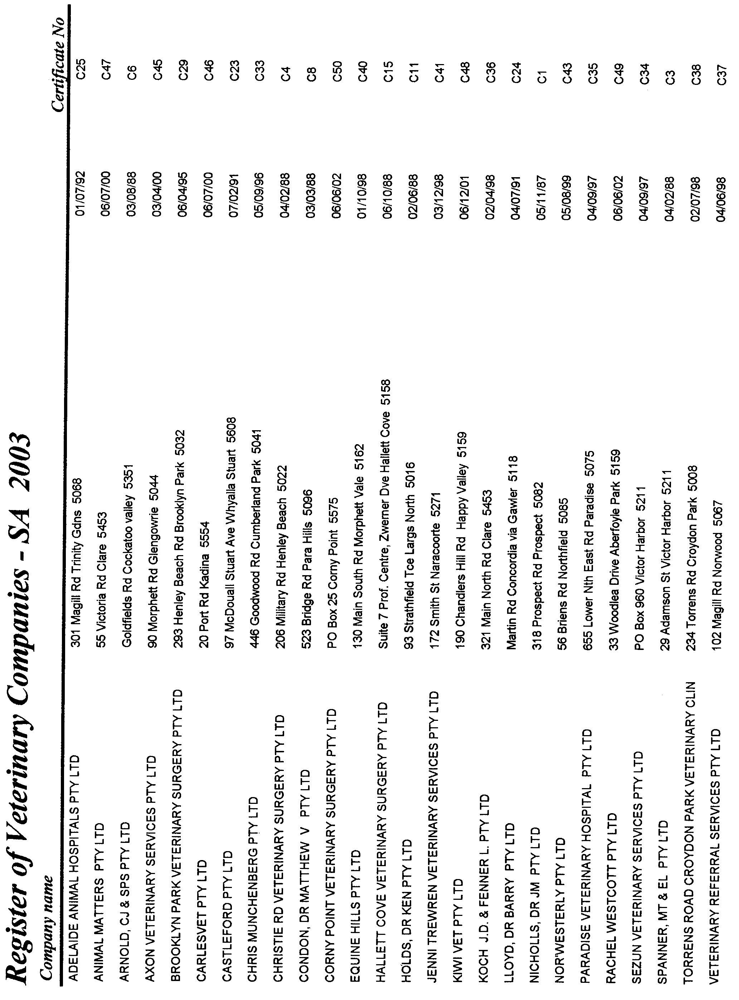 Register of Veterinary Companies - SA 2003
Company name Certificate No
ADELAIDE ANIMAL HOSPITALS PTY LTD 301 Magill Rd Trinity Gdns 5068 01/07/92 C25
ANIMAL MATTERS PTY LTD 55 Victoria Rd Clare 5453 06/07/00 C47
ARNOLD, CJ & SPS PTY LTD Goldfields Rd Cockatoo valley 5351 03/08/88 C6
AXON VETERINARY SERVICES PTY LTD 90 Morphett Rd Glengowrie 5044 03/04/00 C45
BROOKLYN PARK VETERINARY SURGERY PTY LTD 293 Henley Beach Rd Brooklyn Park 5032 06/04/95 C29
CARLESVET PTY LTD 20 Port Rd Kadina 5554 06/07/00 C46
CASTLEFORD PTY LTD 97 McDouall Stuart Ave Whyalla Stuart 5608 07/02/91 C23
CHRIS MUNCHENBERG PTY LTD 446 Goodwood Rd Cumberland Park 5041 05/09/96 C33
CHRISTIE RD VETERINARY SURGERY PTY LTD 206 Military Rd Henley Beach 5022 04/02/88 C4
CONDON, DR MATTHEW V PTY LTD 523 Bridge Rd Para Hills 5096 03/03/88 C8
CORNY POINT VETERINARY SURGERY PTY LTD PO Box 25 Corny Point 5575 06/06/02 C50
EQUINE HILLS PTY LTD 130 Main South Rd Morphett Vale 5162 01/10/98 C40
HALLETT COVE VETERINARY SURGERY PTY LTD Suite 7 Prof. Centre, Zwemer Dve Hallett Cove 5158 06/10/88 C15
HOLDS, DR KEN PTY LTD 93 Strathfield Tce Largs North 5016 02/06/88 C11
JENNI TREWREN VETERINARY SERVICES PTY LTD 172 Smith St Naracoorte 5271 03/12/98 C41
KIWI VET PTY LTD 190 Chandlers Hill Rd Happy Valley 5159 06/12/01 C48
KOCH J.D. & FENNER L. PTY LTD 321 Main North Rd Clare 5453 02/04/98 C36
LLOYD, DR BARRY PTY LTD Martin Rd Concordia via Gawler 5118 04/07/91 C24
NICHOLLS, DR JM PTY LTD 318 Prospect Rd Prospect 5082 05/11/87 C1
NOR'WESTERLY PTY LTD 56 Briens Rd Northfield 5085 05/08/99 C43
PARADISE VETERINARY HOSPITAL PTY LTD 655 Lower Nth East Rd Paradise 5075 04/09/97 C35
RACHEL WESTCOTT PTY LTD 33 Woodlea Drive Aberfoyle Park 5159 06/06/02 C49
SEZUN VETERINARY SERVICES PTY LTD PO Box 960 Victor Harbor 5211 04/09/97 C34
SPANNER, MT & EL PTY LTD 29 Adamson St Victor Harbor 5211 04/02/88 C3
TORRENS ROAD CROYDON PARK VETERINARY CLIN 234 Torrens Rd Croydon Park 5008 02/07/98 C38
VETERINARY REFERRAL SERVICES PTY LTD 102 Magill Rd Norwood 5067 04/06/98 C37